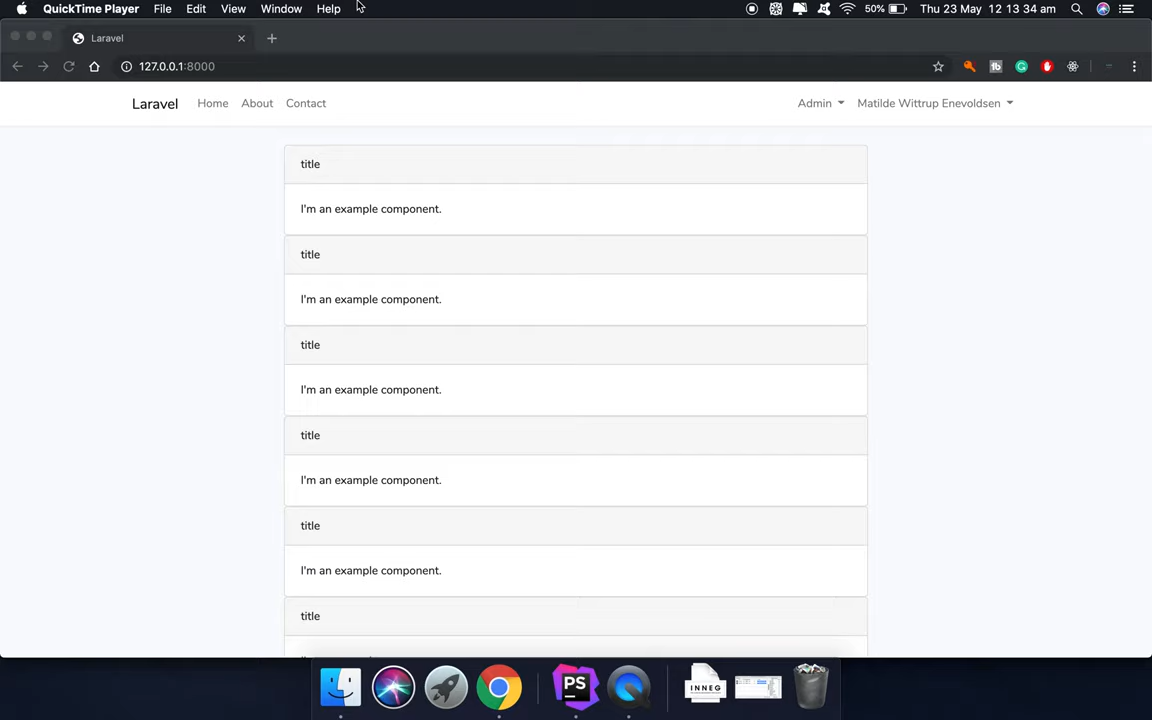 QuickTime Player File Edit View Window Help 50% Thu 23 May 12 13 34 am
Laravel
127.0.0.1:8000
Laravel Home About Contact Admin Matilde Wittrup Enevoldsen
title
I'm an example component.
title
I'm an example component.
title
I'm an example component.
title
I'm an example component.
title
I'm an example component.
title
PS
INNEG